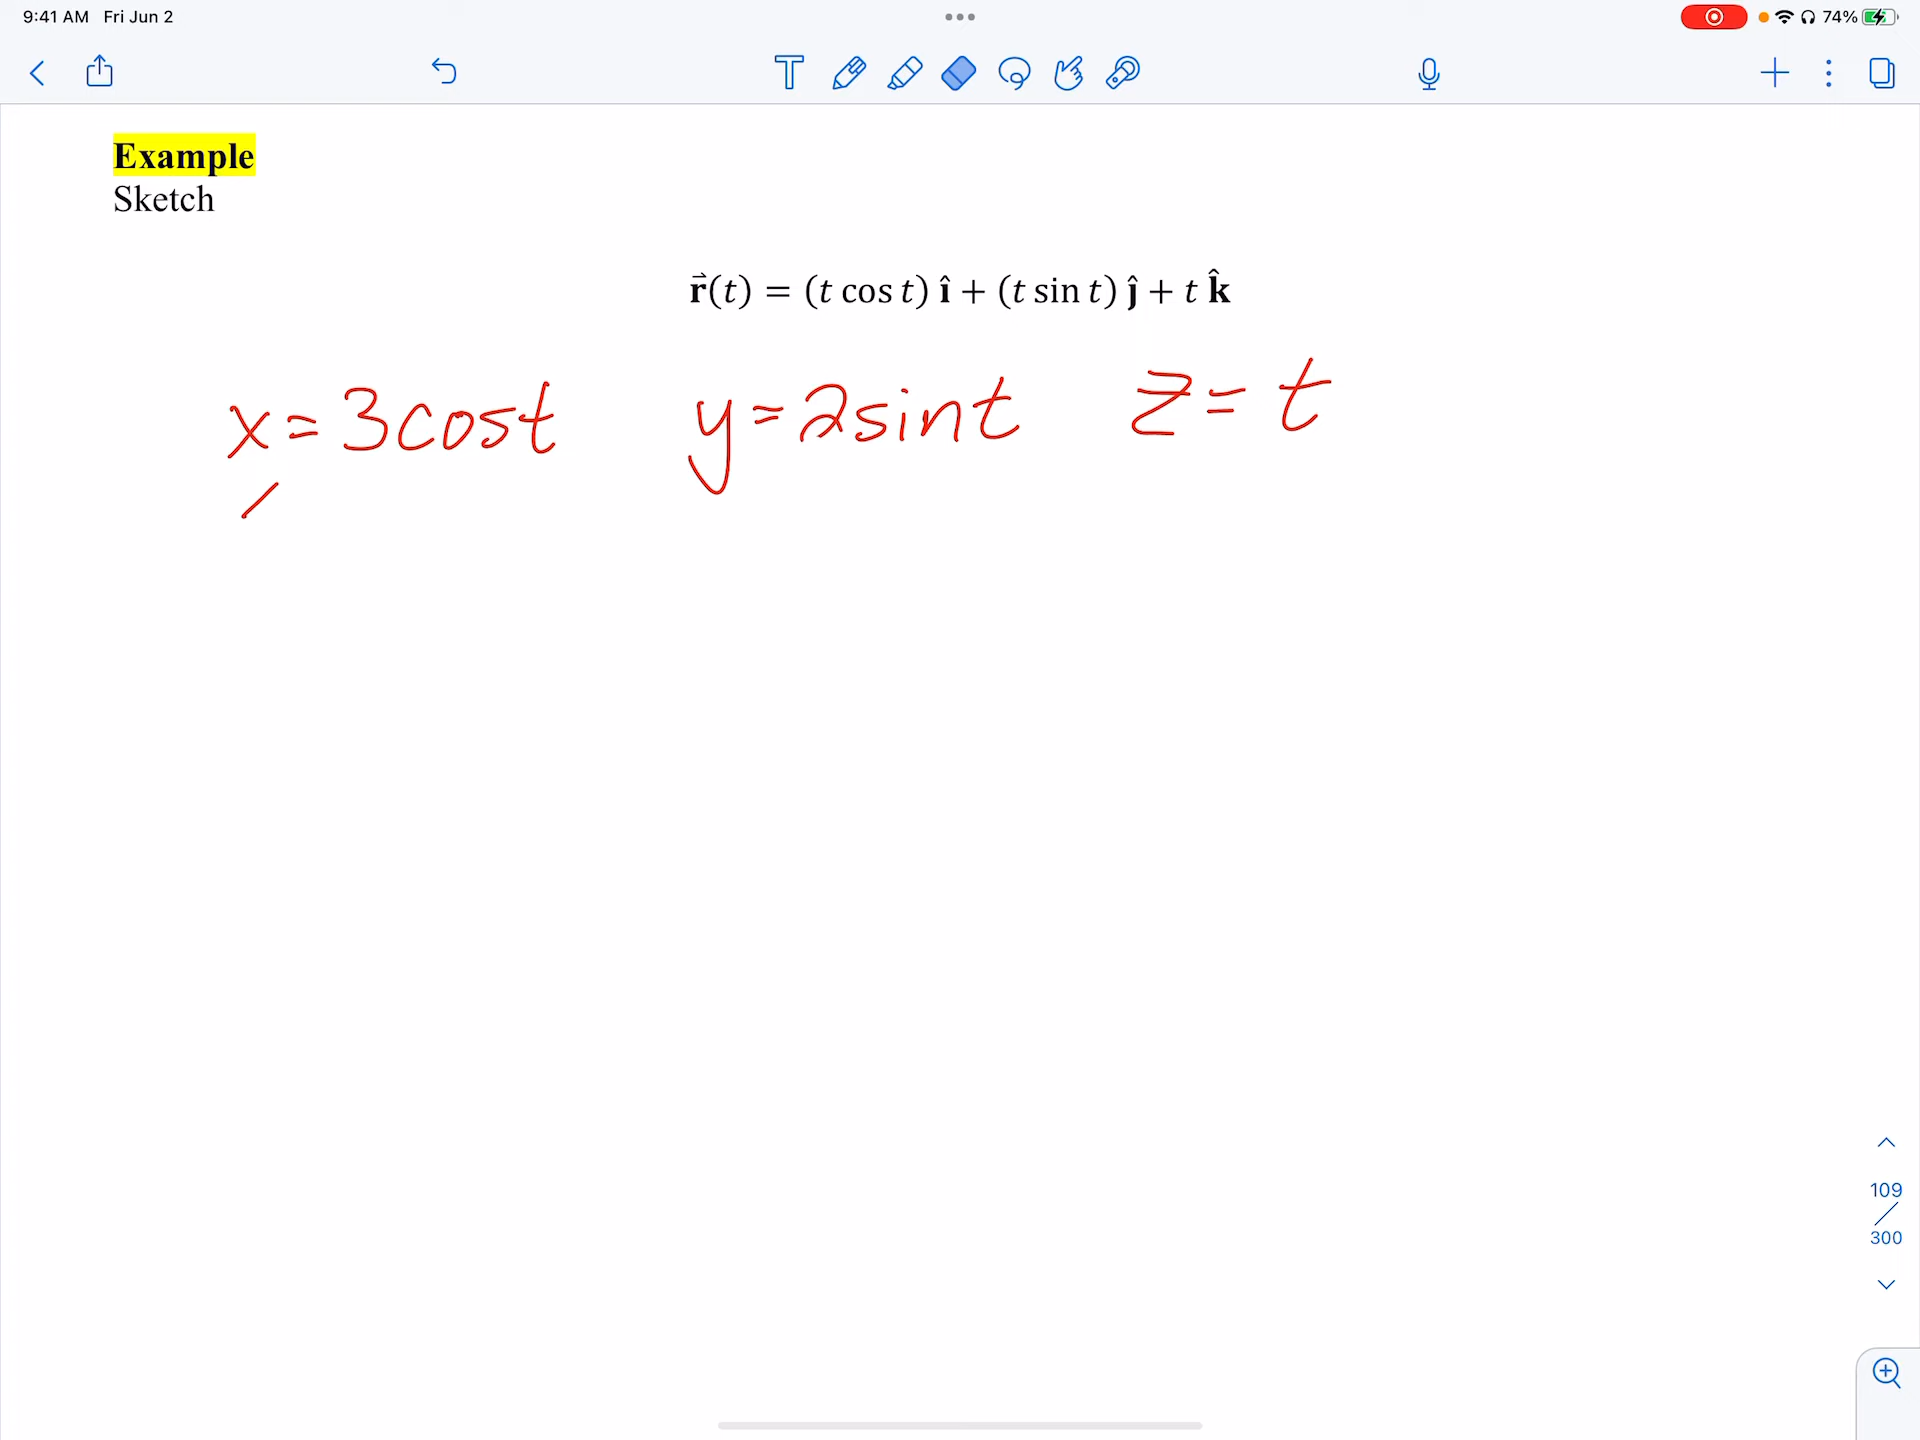 9:41 AM Fri Jun 2 74%
T
Example
Sketch
r⃗(t) = (t cos t) î + (t sin t) ĵ + t k̂
x = 3cost y = 2sint z = t
109
/
300